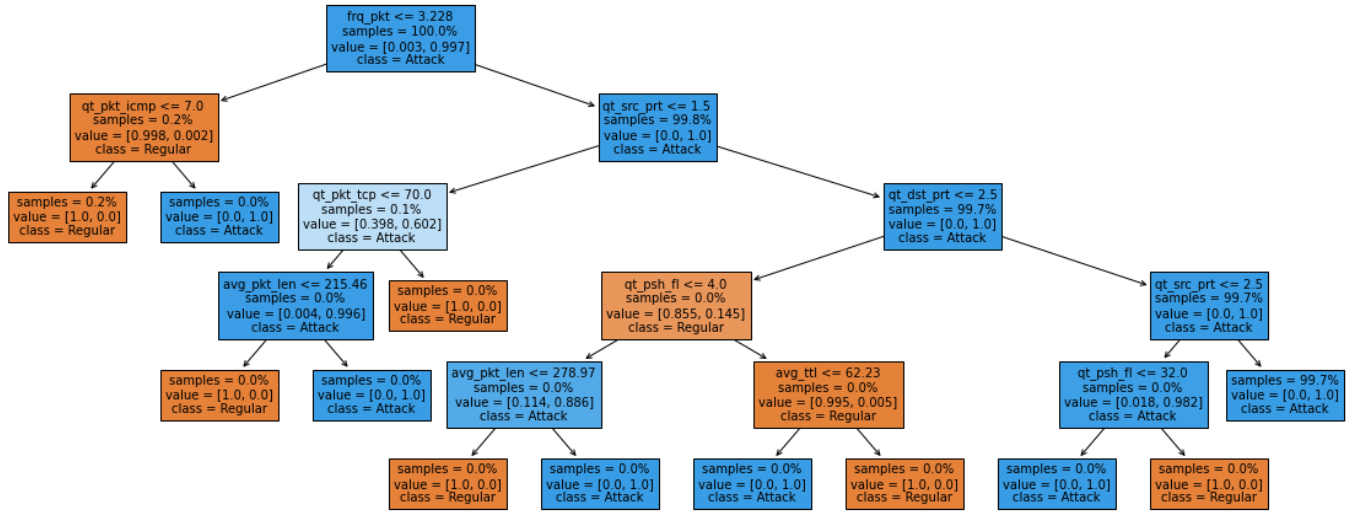 frq_pkt <= 3.228
samples = 100.0%
value = [0.003, 0.997]
class = Attack
qt_pkt_icmp <= 7.0
samples = 0.2%
value = [0.998, 0.002]
class = Regular
qt_src_prt <= 1.5
samples = 99.8%
value = [0.0, 1.0]
class = Attack
samples = 0.2%
value = [1.0, 0.0]
class = Regular
samples = 0.0%
value = [0.0, 1.0]
class = Attack
qt_pkt_tcp <= 70.0
samples = 0.1%
value = [0.398, 0.602]
class = Attack
qt_dst_prt <= 2.5
samples = 99.7%
value = [0.0, 1.0]
class = Attack
avg_pkt_len <= 215.46
samples = 0.0%
value = [0.004, 0.996]
class = Attack
samples = 0.0%
value = [1.0, 0.0]
class = Regular
qt_psh_fl <= 4.0
samples = 0.0%
value = [0.855, 0.145]
class = Regular
qt_src_prt <= 2.5
samples = 99.7%
value = [0.0, 1.0]
class = Attack
samples = 0.0%
value = [1.0, 0.0]
class = Regular
samples = 0.0%
value = [0.0, 1.0]
class = Attack
avg_pkt_len <= 278.97
samples = 0.0%
value = [0.114, 0.886]
class = Attack
avg_ttl <= 62.23
samples = 0.0%
value = [0.995, 0.005]
class = Regular
qt_psh_fl <= 32.0
samples = 0.0%
value = [0.018, 0.982]
class = Attack
samples = 99.7%
value = [0.0, 1.0]
class = Attack
samples = 0.0%
value = [1.0, 0.0]
class = Regular
samples = 0.0%
value = [0.0, 1.0]
class = Attack
samples = 0.0%
value = [0.0, 1.0]
class = Attack
samples = 0.0%
value = [1.0, 0.0]
class = Regular
samples = 0.0%
value = [0.0, 1.0]
class = Attack
samples = 0.0%
value = [1.0, 0.0]
class = Regular